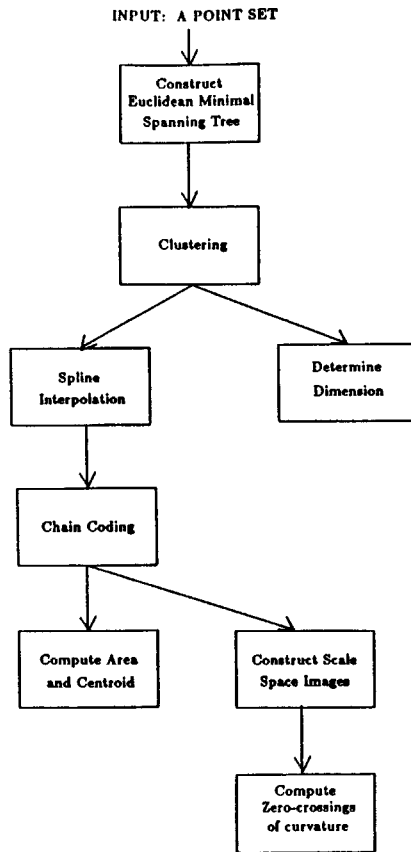 INPUT: A POINT SET
Construct
Euclidean Minimal
Spanning Tree
Clustering
Spline
Interpolation
Determine
Dimension
Chain Coding
Compute Area
and Centroid
Construct Scale
Space Images
Compute
Zero-crossings
of curvature